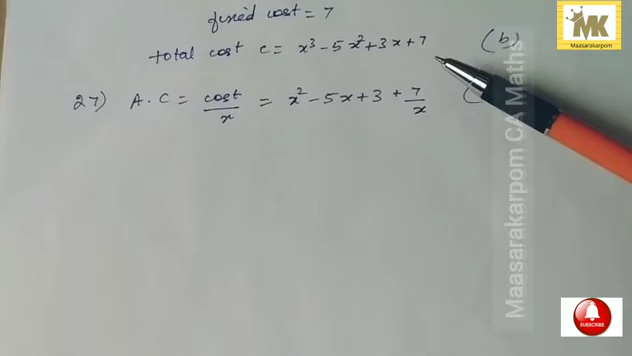 fixed cost = 7
total cost C = x³ - 5x² + 3x + 7 (b)
27) A.C = cost/x = x² - 5x + 3 + 7/x (
MK
Maasarakarpom
Maasarakarpom CA Maths
SUBSCRIBE